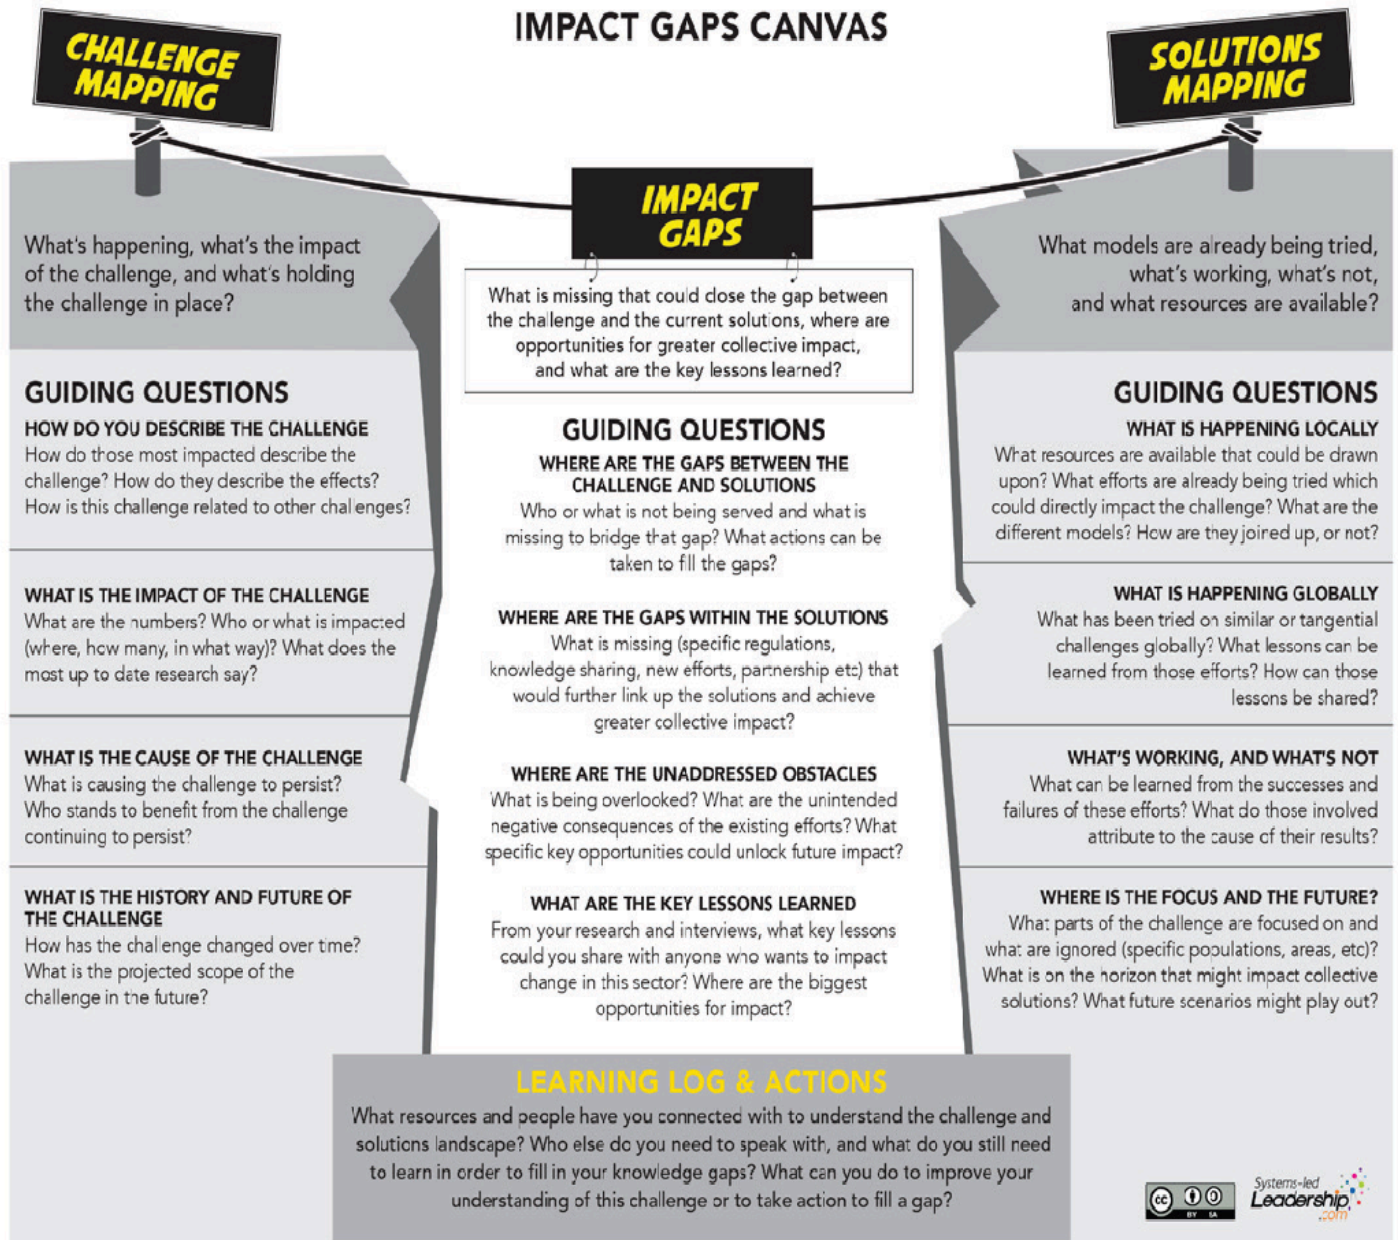 IMPACT GAPS CANVAS
CHALLENGE
MAPPING
What's happening, what's the impact
of the challenge, and what's holding
the challenge in place?
GUIDING QUESTIONS
HOW DO YOU DESCRIBE THE CHALLENGE
How do those most impacted describe the
challenge? How do they describe the effects?
How is this challenge related to other challenges?
WHAT IS THE IMPACT OF THE CHALLENGE
What are the numbers? Who or what is impacted
(where, how many, in what way)? What does the
most up to date research say?
WHAT IS THE CAUSE OF THE CHALLENGE
What is causing the challenge to persist?
Who stands to benefit from the challenge
continuing to persist?
WHAT IS THE HISTORY AND FUTURE OF
THE CHALLENGE
How has the challenge changed over time?
What is the projected scope of the
challenge in the future?
IMPACT
GAPS
What is missing that could close the gap between
the challenge and the current solutions, where are
opportunities for greater collective impact,
and what are the key lessons learned?
GUIDING QUESTIONS
WHERE ARE THE GAPS BETWEEN THE
CHALLENGE AND SOLUTIONS
Who or what is not being served and what is
missing to bridge that gap? What actions can be
taken to fill the gaps?
WHERE ARE THE GAPS WITHIN THE SOLUTIONS
What is missing (specific regulations,
knowledge sharing, new efforts, partnership etc) that
would further link up the solutions and achieve
greater collective impact?
WHERE ARE THE UNADDRESSED OBSTACLES
What is being overlooked? What are the unintended
negative consequences of the existing efforts? What
specific key opportunities could unlock future impact?
WHAT ARE THE KEY LESSONS LEARNED
From your research and interviews, what key lessons
could you share with anyone who wants to impact
change in this sector? Where are the biggest
opportunities for impact?
SOLUTIONS
MAPPING
What models are already being tried,
what's working, what's not,
and what resources are available?
GUIDING QUESTIONS
WHAT IS HAPPENING LOCALLY
What resources are available that could be drawn
upon? What efforts are already being tried which
could directly impact the challenge? What are the
different models? How are they joined up, or not?
WHAT IS HAPPENING GLOBALLY
What has been tried on similar or tangential
challenges globally? What lessons can be
learned from those efforts? How can those
lessons be shared?
WHAT'S WORKING, AND WHAT'S NOT
What can be learned from the successes and
failures of these efforts? What do those involved
attribute to the cause of their results?
WHERE IS THE FOCUS AND THE FUTURE?
What parts of the challenge are focused on and
what are ignored (specific populations, areas, etc)?
What is on the horizon that might impact collective
solutions? What future scenarios might play out?
LEARNING LOG & ACTIONS
What resources and people have you connected with to understand the challenge and
solutions landscape? Who else do you need to speak with, and what do you still need
to learn in order to fill in your knowledge gaps? What can you do to improve your
understanding of this challenge or to take action to fill a gap?
cc
BY SA
Systems-led
Leadership
.com